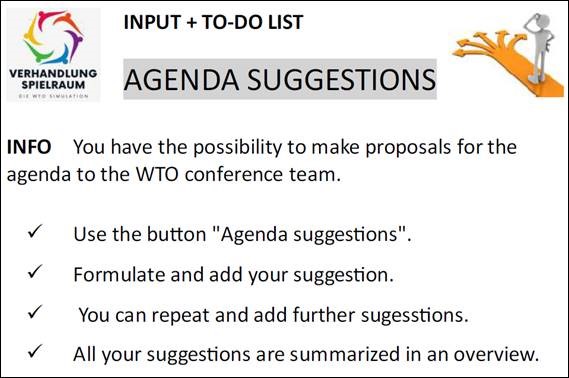 VERHANDLUNG
SPIELRAUM
DIE WTO SIMULATION
INPUT + TO-DO LIST
AGENDA SUGGESTIONS
INFO You have the possibility to make proposals for the
agenda to the WTO conference team.
✓ Use the button "Agenda suggestions".
✓ Formulate and add your suggestion.
✓ You can repeat and add further sugesstions.
✓ All your suggestions are summarized in an overview.